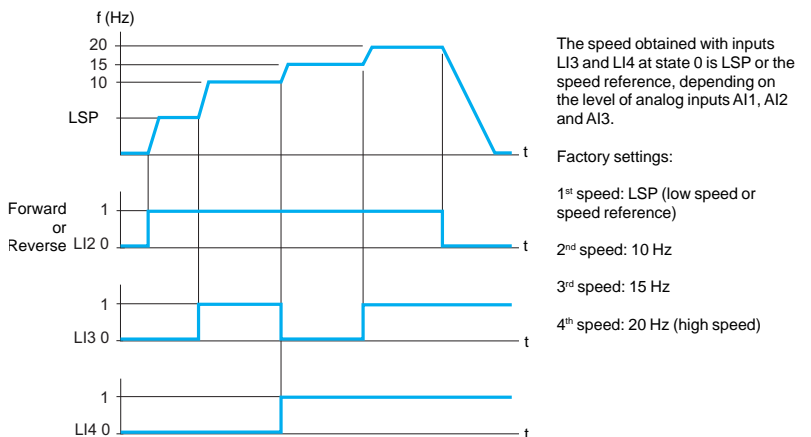 f (Hz)
20
15
10
LSP
t
The speed obtained with inputs
LI3 and LI4 at state 0 is LSP or the
speed reference, depending on
the level of analog inputs AI1, AI2
and AI3.
Factory settings:
1st speed: LSP (low speed or
speed reference)
2nd speed: 10 Hz
3rd speed: 15 Hz
4th speed: 20 Hz (high speed)
Forward
or
Reverse
1
LI2 0
t
1
LI3 0
t
1
LI4 0
t